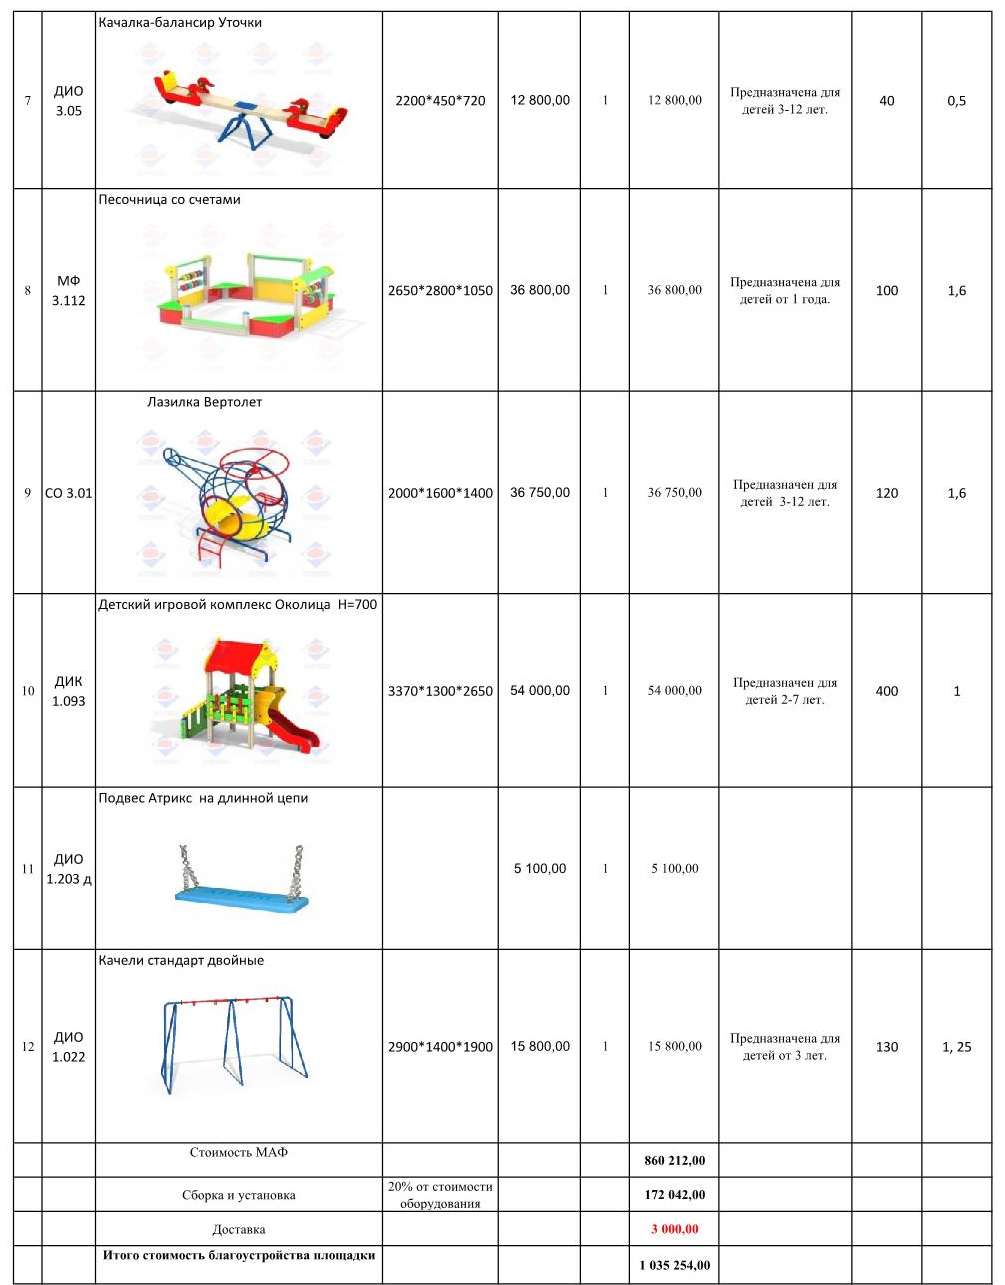 Качалка-балансир Уточки
7
ДИО
3.05
2200*450*720
12 800,00
1
12 800,00
Предназначена для
детей 3-12 лет.
40
0,5
Песочница со счетами
8
МФ
3.112
2650*2800*1050
36 800,00
1
36 800,00
Предназначена для
детей от 1 года.
100
1,6
Лазилка Вертолет
9
СО 3.01
2000*1600*1400
36 750,00
1
36 750,00
Предназначен для
детей 3-12 лет.
120
1,6
Детский игровой комплекс Околица Н=700
10
ДИК
1.093
3370*1300*2650
54 000,00
1
54 000,00
Предназначен для
детей 2-7 лет.
400
1
Подвес Атрикс на длинной цепи
11
ДИО
1.203 д
5 100,00
1
5 100,00
Качели стандарт двойные
12
ДИО
1.022
2900*1400*1900
15 800,00
1
15 800,00
Предназначена для
детей от 3 лет.
130
1, 25
Стоимость МАФ
860 212,00
Сборка и установка
20% от стоимости
оборудования
172 042,00
Доставка
3 000,00
Итого стоимость благоустройства площадки
1 035 254,00